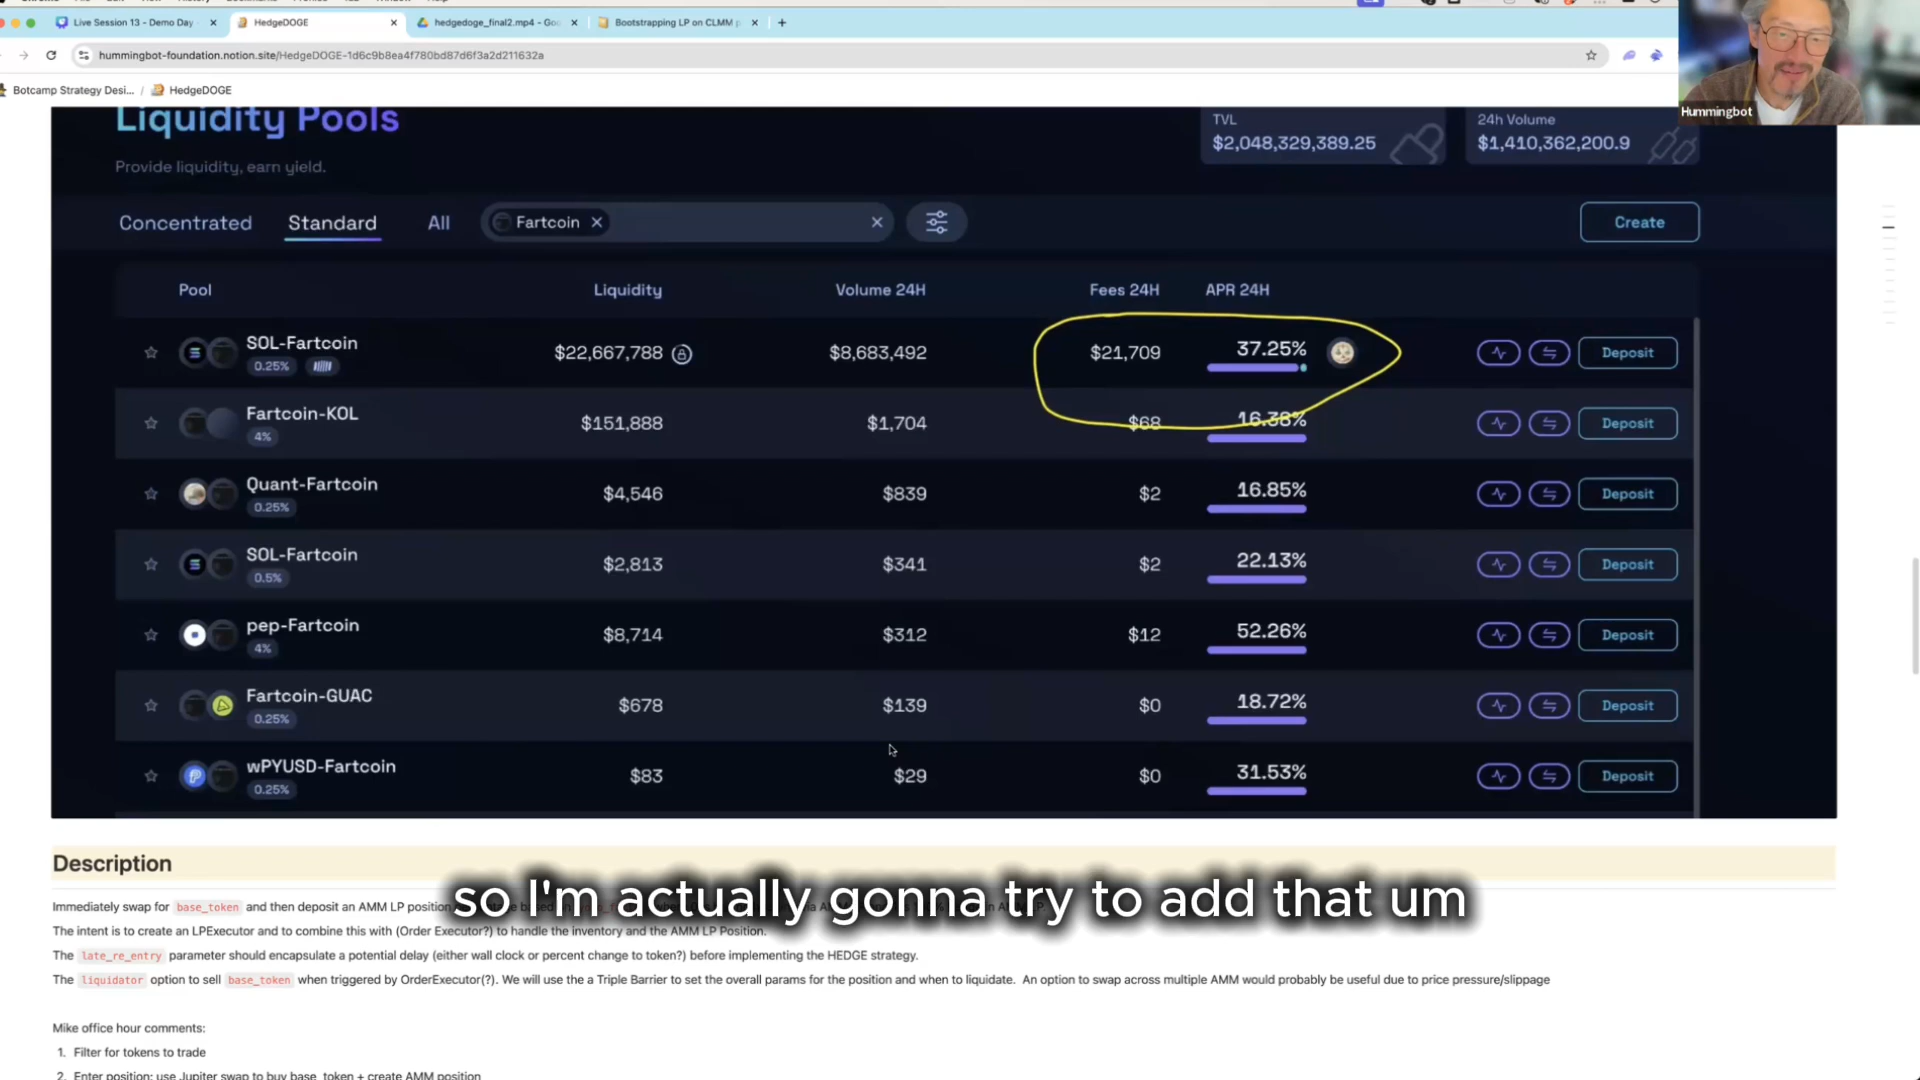 Live Session 13 - Demo Day
HedgeDOGE
hedgedoge_final2.mp4 - Goo
Bootstrapping LP on CLMM p
hummingbot-foundation.notion.site/HedgeDOGE-1d6c9b8ea4f780bd87d6f3a2d211632a
Botcamp Strategy Desi... / HedgeDOGE
Hummingbot
Liquidity Pools
Provide liquidity, earn yield.
TVL
$2,048,329,389.25
24h Volume
$1,410,362,200.9
Concentrated Standard All Fartcoin Create
Pool Liquidity Volume 24H Fees 24H APR 24H
SOL-Fartcoin 0.25% $22,667,788 $8,683,492 $21,709 37.25% Deposit
Fartcoin-KOL 4% $151,888 $1,704 $68 16.38% Deposit
Quant-Fartcoin 0.25% $4,546 $839 $2 16.85% Deposit
SOL-Fartcoin 0.5% $2,813 $341 $2 22.13% Deposit
pep-Fartcoin 4% $8,714 $312 $12 52.26% Deposit
Fartcoin-GUAC 0.25% $678 $139 $0 18.72% Deposit
wPYUSD-Fartcoin 0.25% $83 $29 $0 31.53% Deposit
Description
so I'm actually gonna try to add that um
Immediately swap for base_token and then deposit an AMM LP position
The intent is to create an LPExecutor and to combine this with (Order Executor?) to handle the inventory and the AMM LP Position.
The late_re_entry parameter should encapsulate a potential delay (either wall clock or percent change to token?) before implementing the HEDGE strategy.
The liquidator option to sell base_token when triggered by OrderExecutor(?). We will use the a Triple Barrier to set the overall params for the position and when to liquidate. An option to swap across multiple AMM would probably be useful due to price pressure/slippage
Mike office hour comments:
1. Filter for tokens to trade
2. Enter position: use Jupiter swap to buy base_token + create AMM position